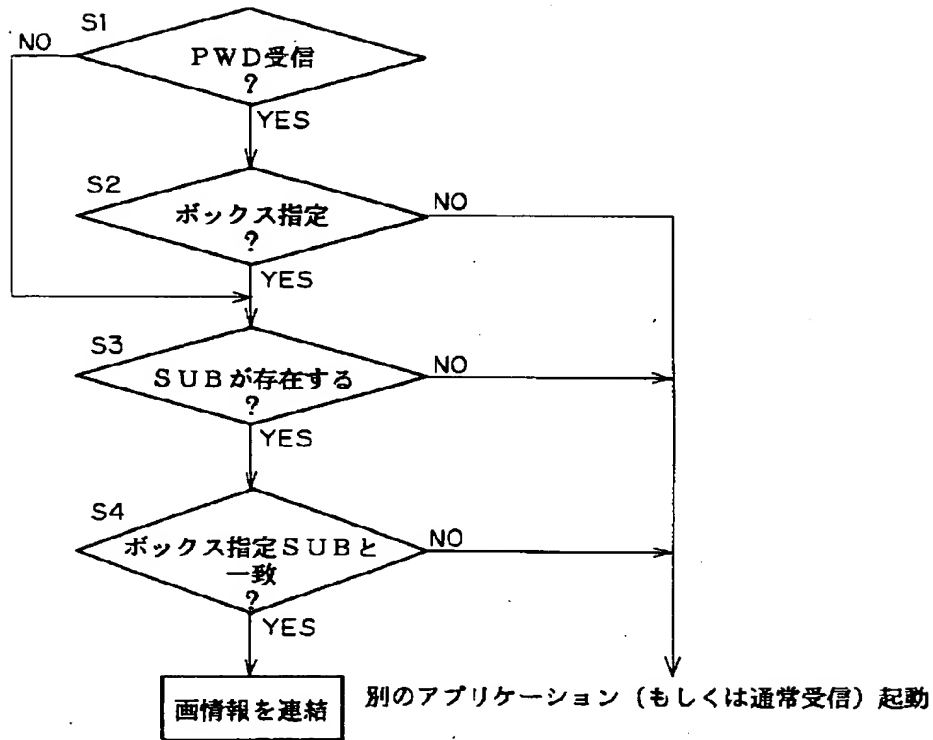 S1
NO
PWD受信
?
YES
S2
NO
ボックス指定
?
YES
S3
NO
SUBが存在する
?
YES
S4
NO
ボックス指定SUBと
一致
?
YES
画情報を連結
別のアプリケーション(もしくは通常受信)起動